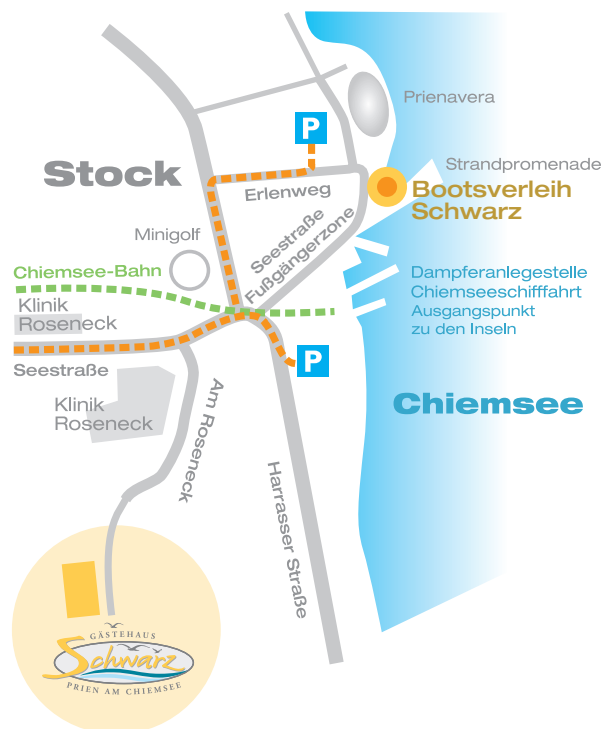 Prienavera
P
Stock
Strandpromenade
Erlenweg
Bootsverleih
Schwarz
Seestraße
Fußgängerzone
Minigolf
Chiemsee-Bahn
Dampferanlegestelle
Chiemseeschifffahrt
Ausgangspunkt
zu den Inseln
Klinik
Roseneck
Seestraße
P
Klinik
Roseneck
Am Roseneck
Chiemsee
Harrasser Straße
GÄSTEHAUS
Schwarz
PRIEN AM CHIEMSEE